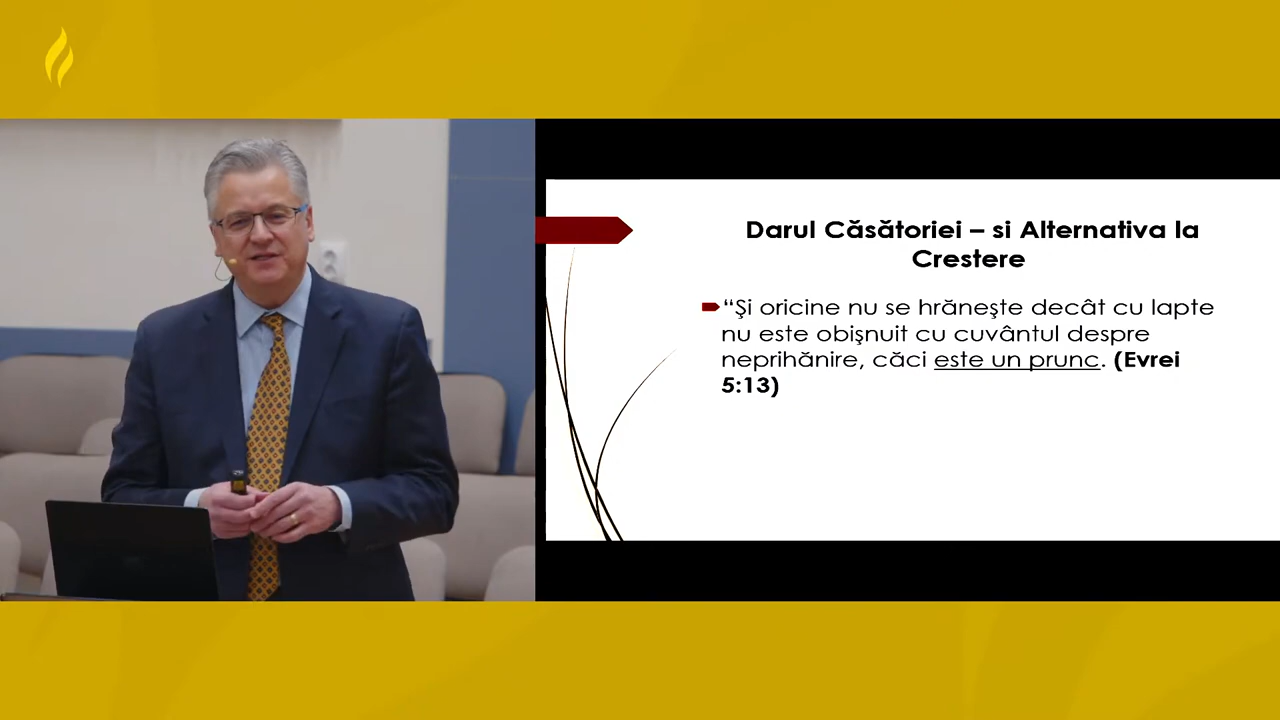 Darul Căsătoriei – si Alternativa la
Crestere
“Şi oricine nu se hrăneşte decât cu lapte
nu este obişnuit cu cuvântul despre
neprihănire, căci este un prunc. (Evrei
5:13)